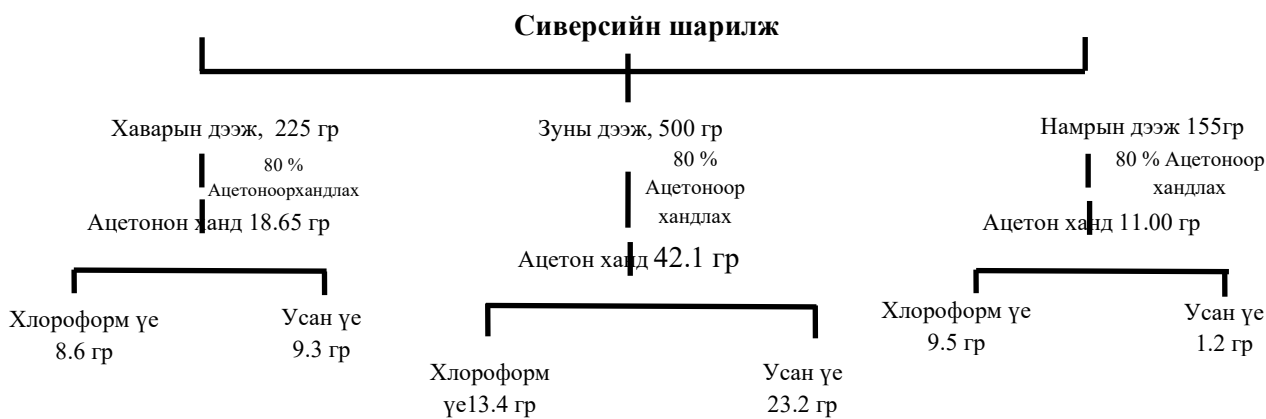 Сиверсийн шарилж
Хаварын дээж, 225 гр
80 %
Ацетоноорхандлах
Ацетонон ханд 18.65 гр
Хлороформ үе
8.6 гр
Усан үе
9.3 гр
Зуны дээж, 500 гр
80 %
Ацетоноор
хандлах
Ацетон ханд 42.1 гр
Хлороформ
үе13.4 гр
Усан үе
23.2 гр
Намрын дээж 155гр
80 % Ацетоноор
хандлах
Ацетон ханд 11.00 гр
Хлороформ үе
9.5 гр
Усан үе
1.2 гр